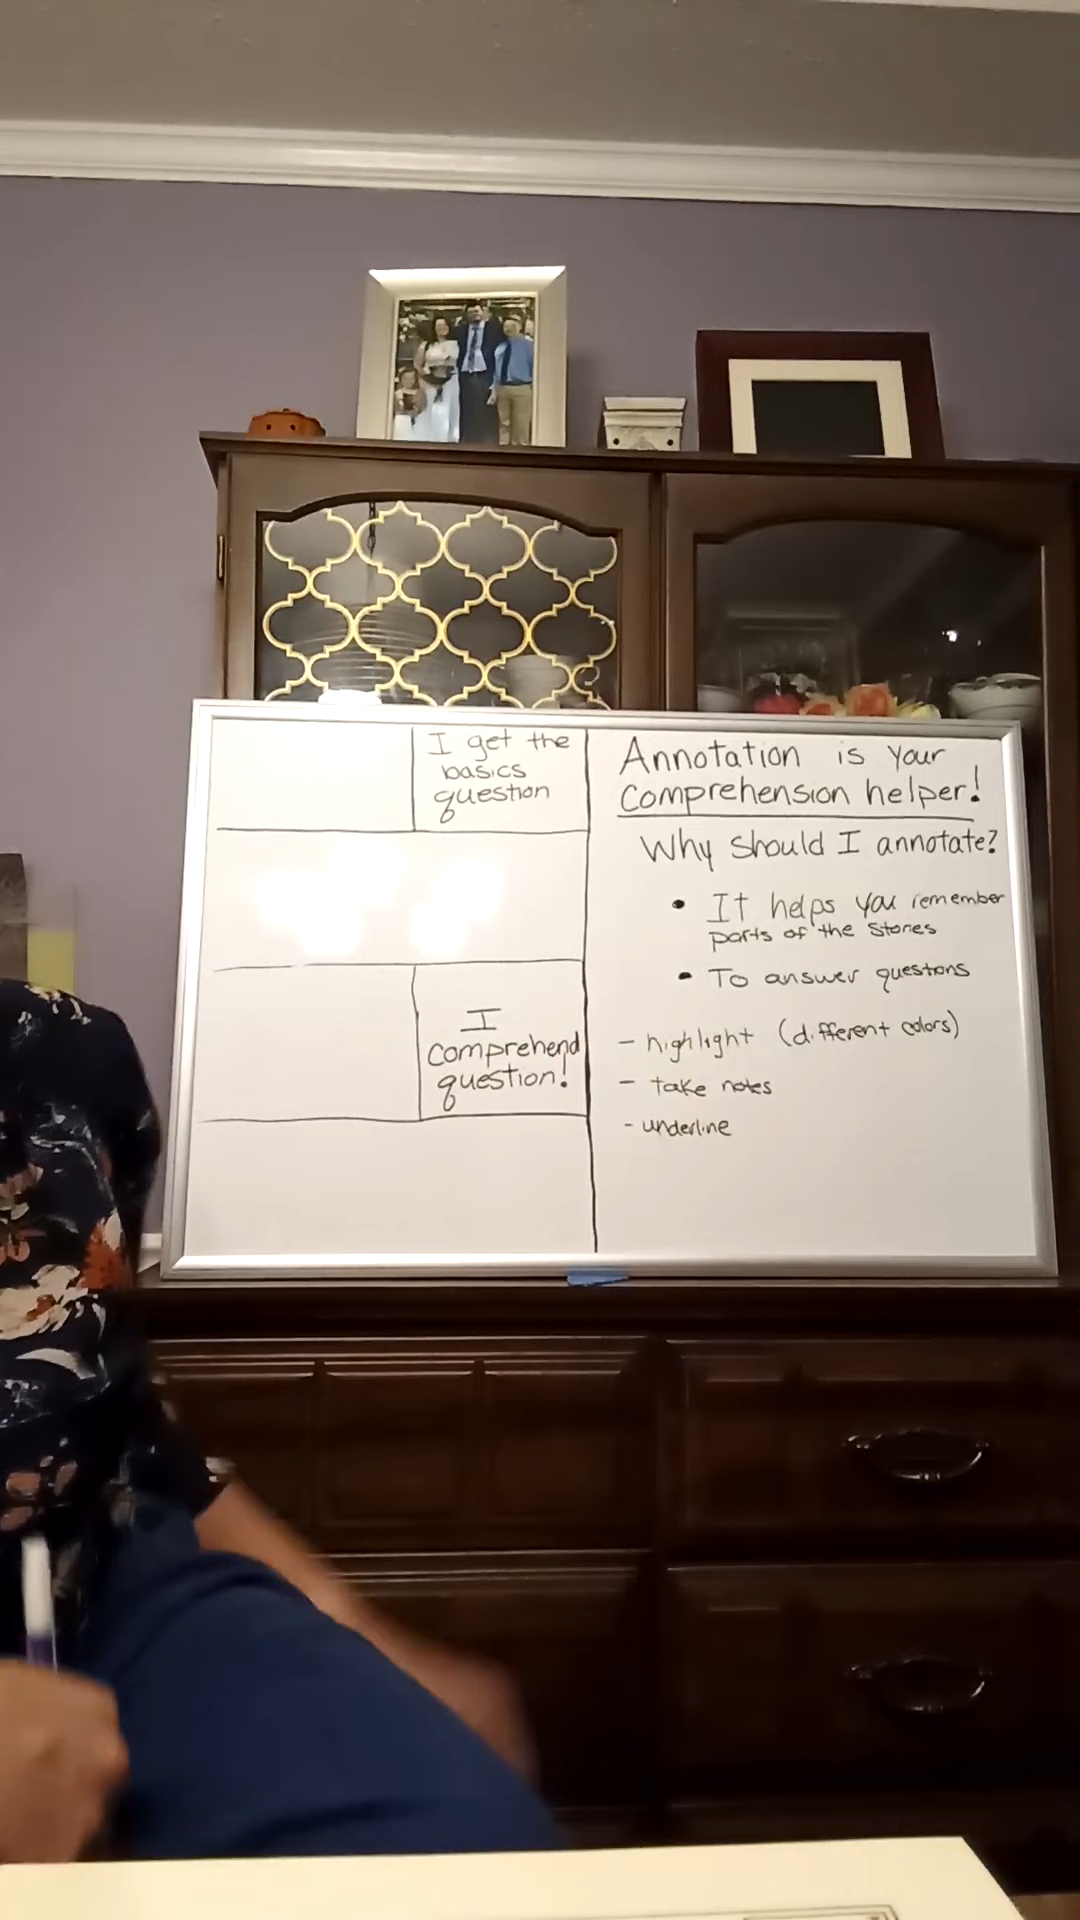 I get the
basics
question
I
comprehend
question!
Annotation is your
Comprehension helper!
Why should I annotate?
• It helps you remember
parts of the stories
• To answer questions
- highlight (different colors)
- take notes
- underline